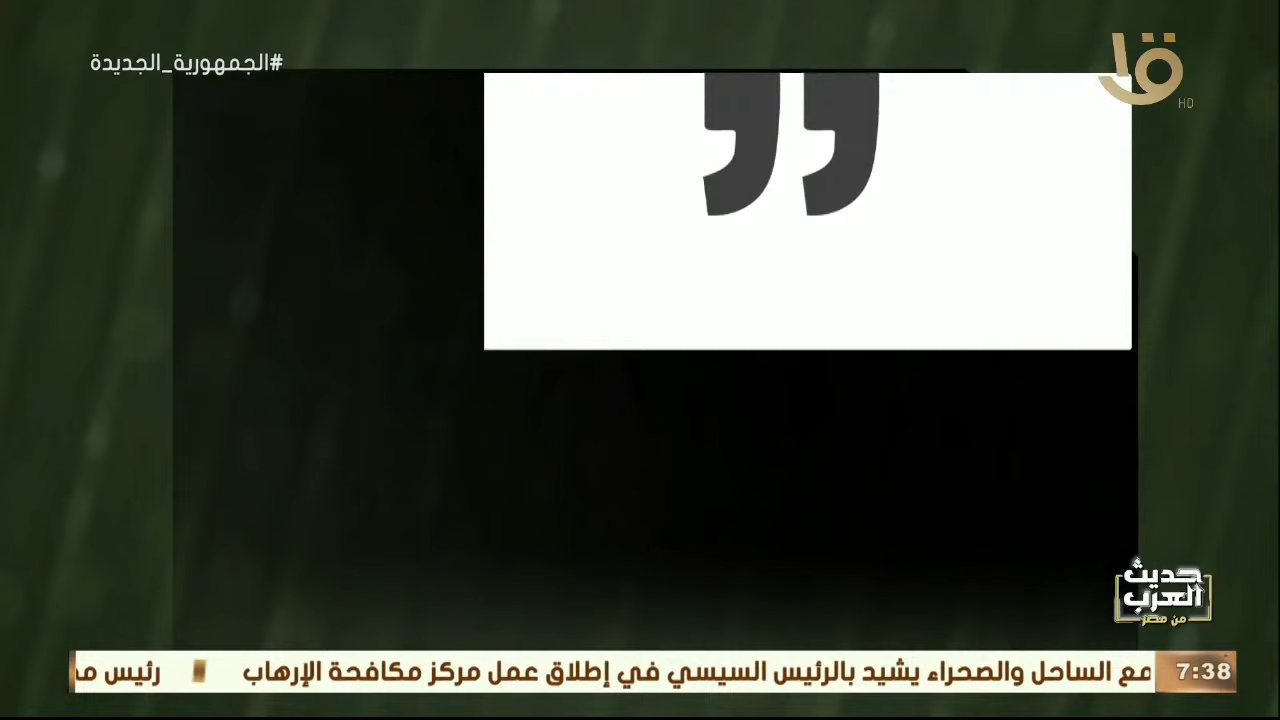 #الجمهورية_الجديدة
HD
”
حديث
العرب
من مصر
7:38
مع الساحل والصحراء يشيد بالرئيس السيسي في إطلاق عمل مركز مكافحة الإرهاب
رئيس